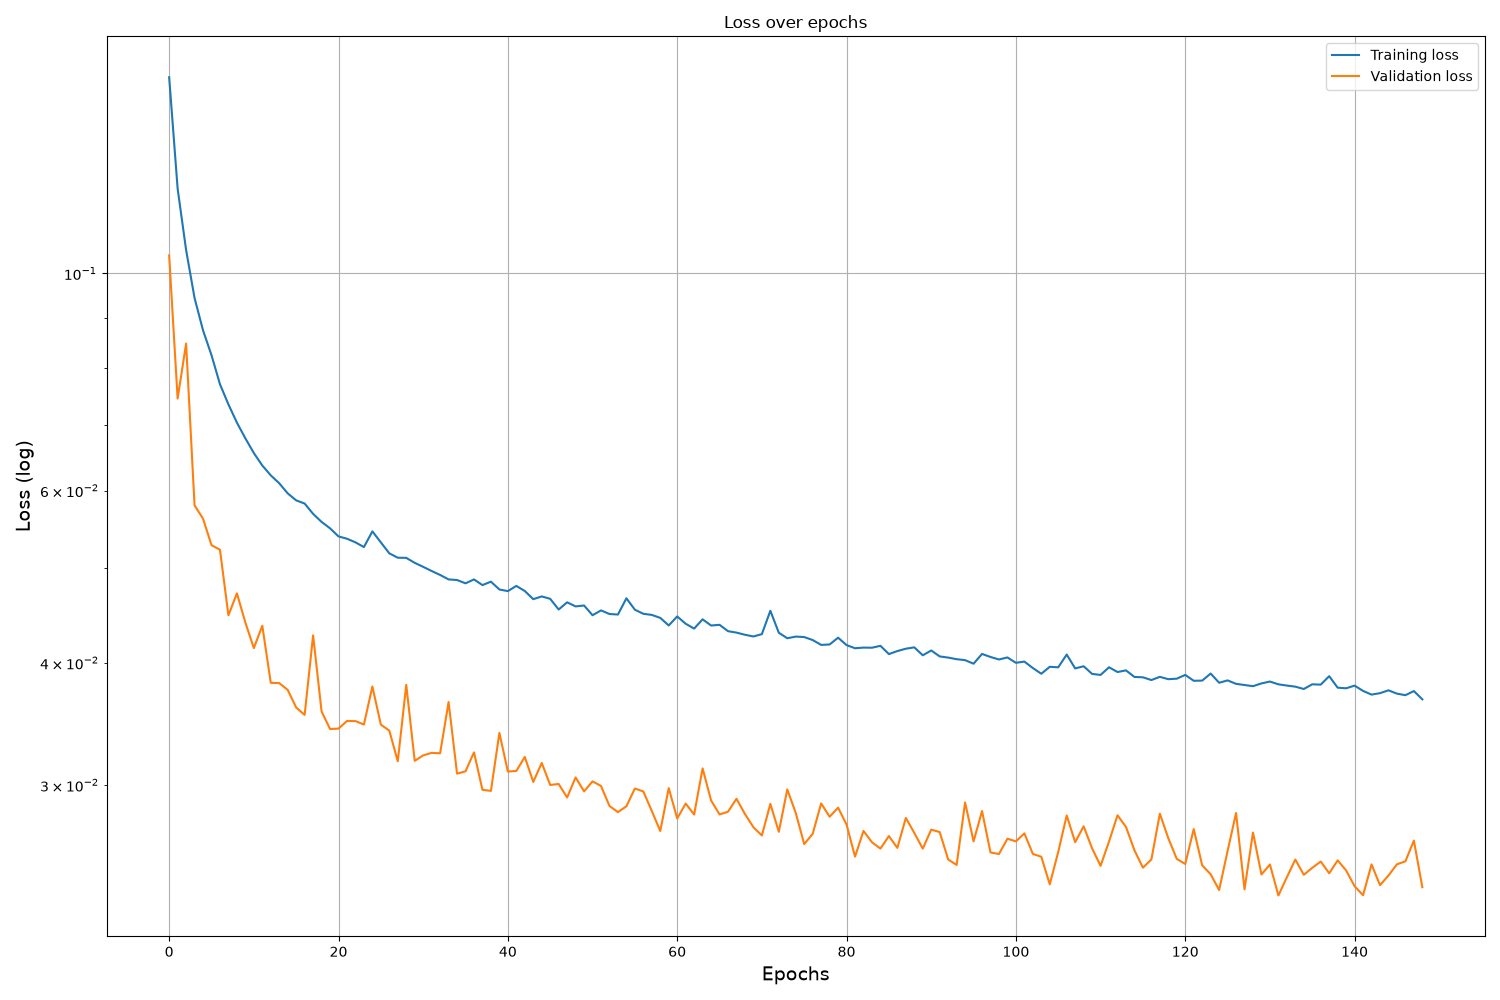 Loss over epochs
Training loss
Validation loss
Loss (log)
10⁻¹
6 × 10⁻²
4 × 10⁻²
3 × 10⁻²
0 20 40 60 80 100 120 140
Epochs